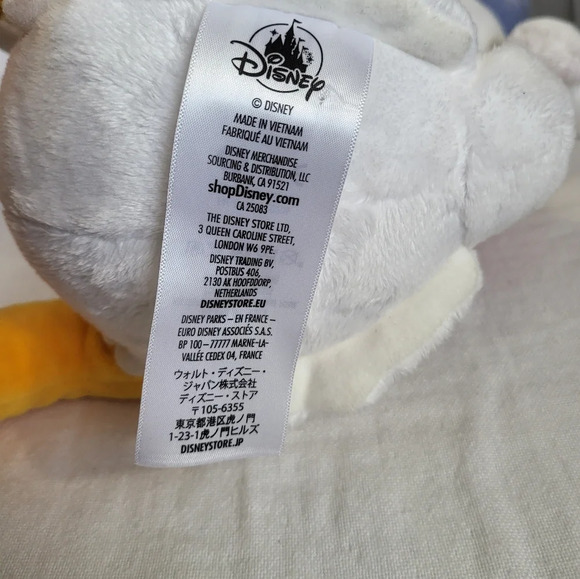 Disney
© DISNEY
MADE IN VIETNAM
FABRIQUÉ AU VIETNAM
DISNEY MERCHANDISE
SOURCING & DISTRIBUTION, LLC
BURBANK, CA 91521
shopDisney.com
CA 25083
THE DISNEY STORE LTD,
3 QUEEN CAROLINE STREET,
LONDON W6 9PE.
DISNEY TRADING BV,
POSTBUS 406,
2130 AK HOOFDDORP,
NETHERLANDS
DISNEYSTORE.EU
DISNEY PARKS – EN FRANCE –
EURO DISNEY ASSOCIÉS S.A.S.
BP 100 – 77777 MARNE-LA-
VALLÉE CEDEX 04, FRANCE
ウォルト・ディズニー・
ジャパン株式会社
ディズニー・ストア
〒105-6355
東京都港区虎ノ門
1-23-1虎ノ門ヒルズ
DISNEYSTORE.JP